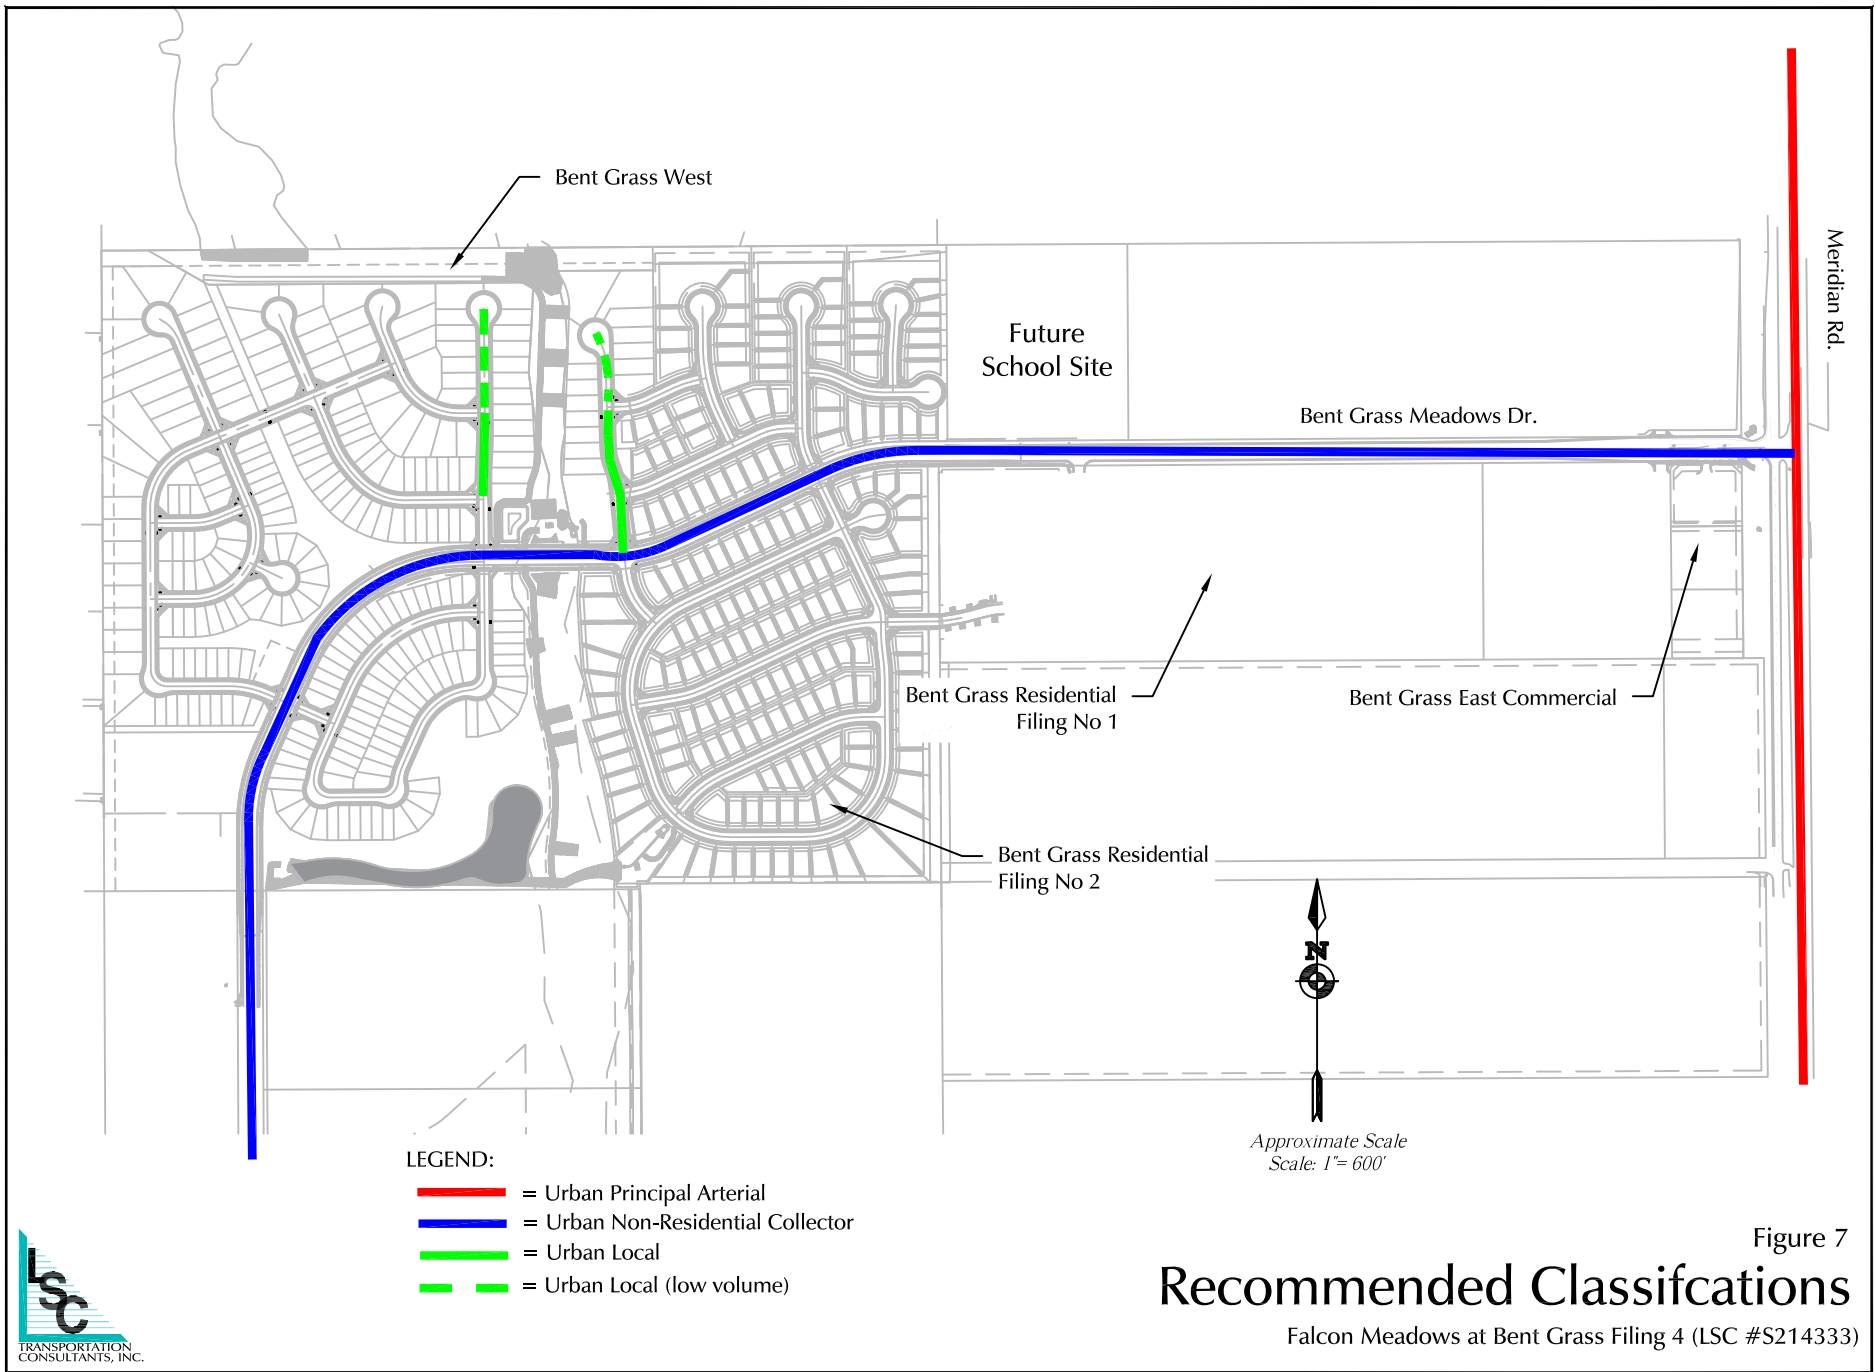 Bent Grass West
Meridian Rd.
Future
School Site
Bent Grass Meadows Dr.
Bent Grass Residential
Filing No 1
Bent Grass East Commercial
Bent Grass Residential
Filing No 2
N
Approximate Scale
Scale: 1"= 600'
LEGEND:
= Urban Principal Arterial
= Urban Non-Residential Collector
= Urban Local
= Urban Local (low volume)
LSC
TRANSPORTATION
CONSULTANTS, INC.
Figure 7
Recommended Classifcations
Falcon Meadows at Bent Grass Filing 4 (LSC #S214333)